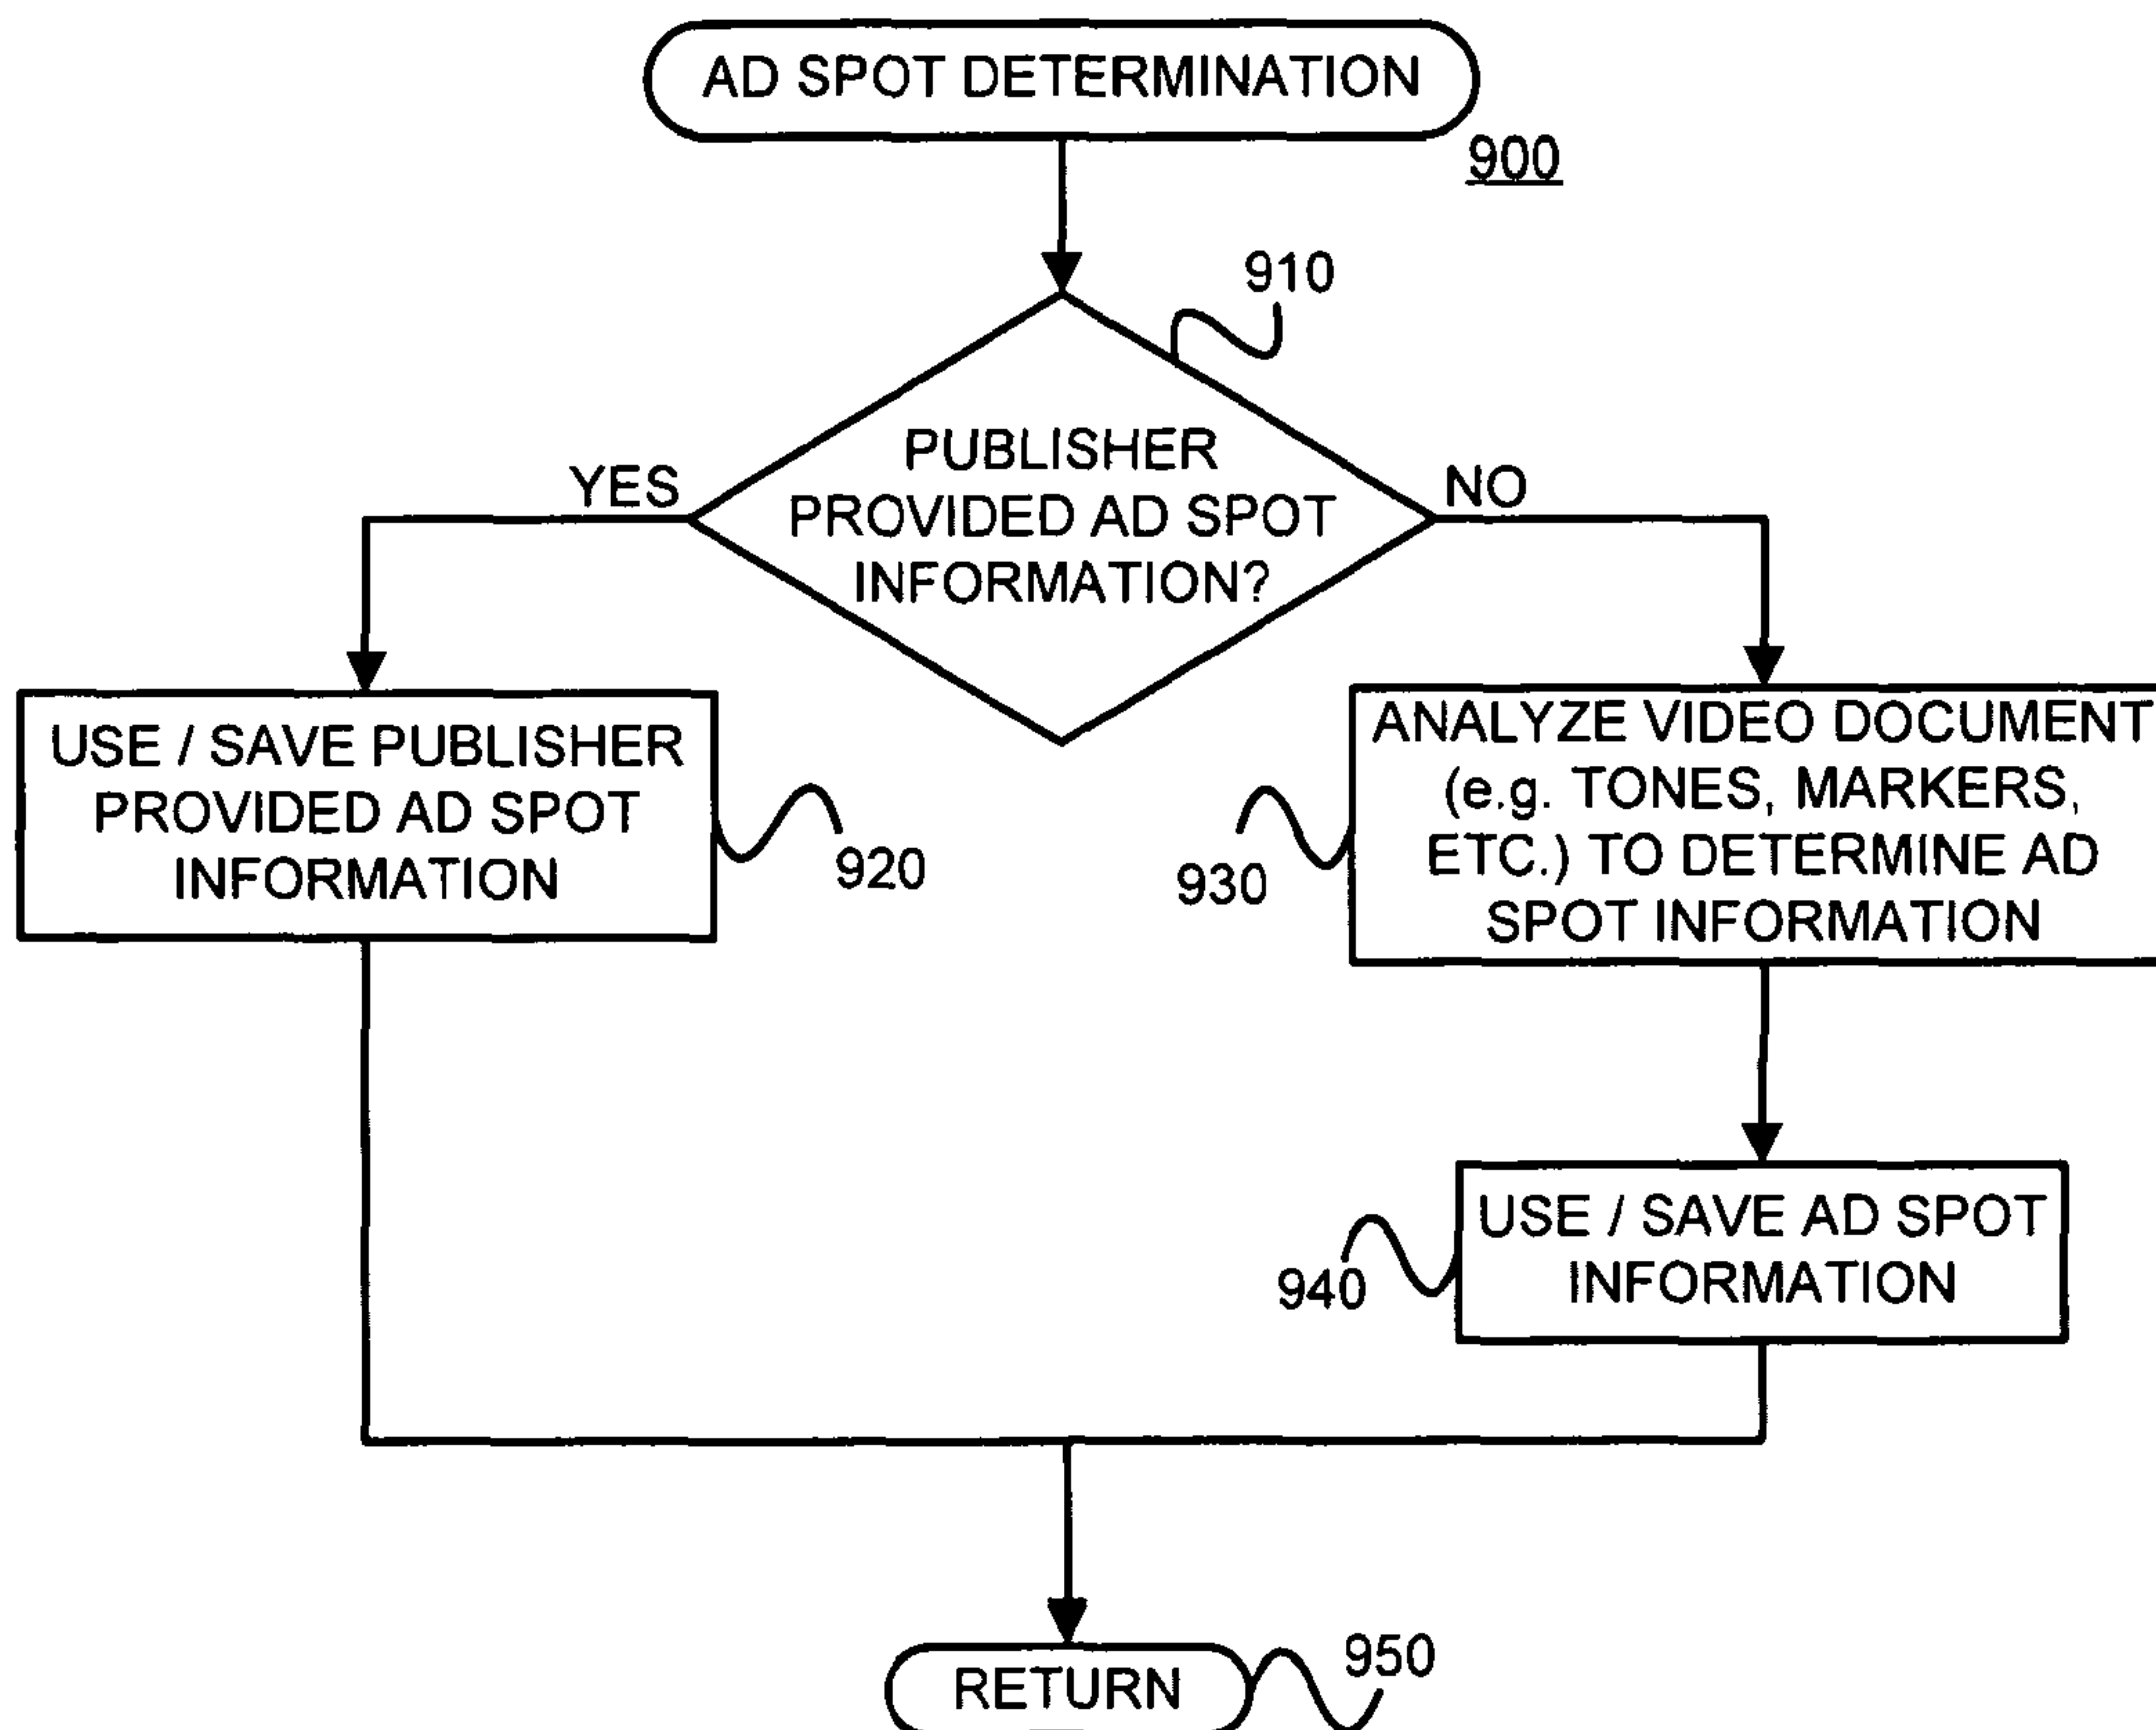 AD SPOT DETERMINATION
900
910
PUBLISHER
PROVIDED AD SPOT
INFORMATION?
YES
NO
USE / SAVE PUBLISHER
PROVIDED AD SPOT
INFORMATION
920
ANALYZE VIDEO DOCUMENT
(e.g. TONES, MARKERS,
ETC.) TO DETERMINE AD
SPOT INFORMATION
930
USE / SAVE AD SPOT
INFORMATION
940
RETURN
950